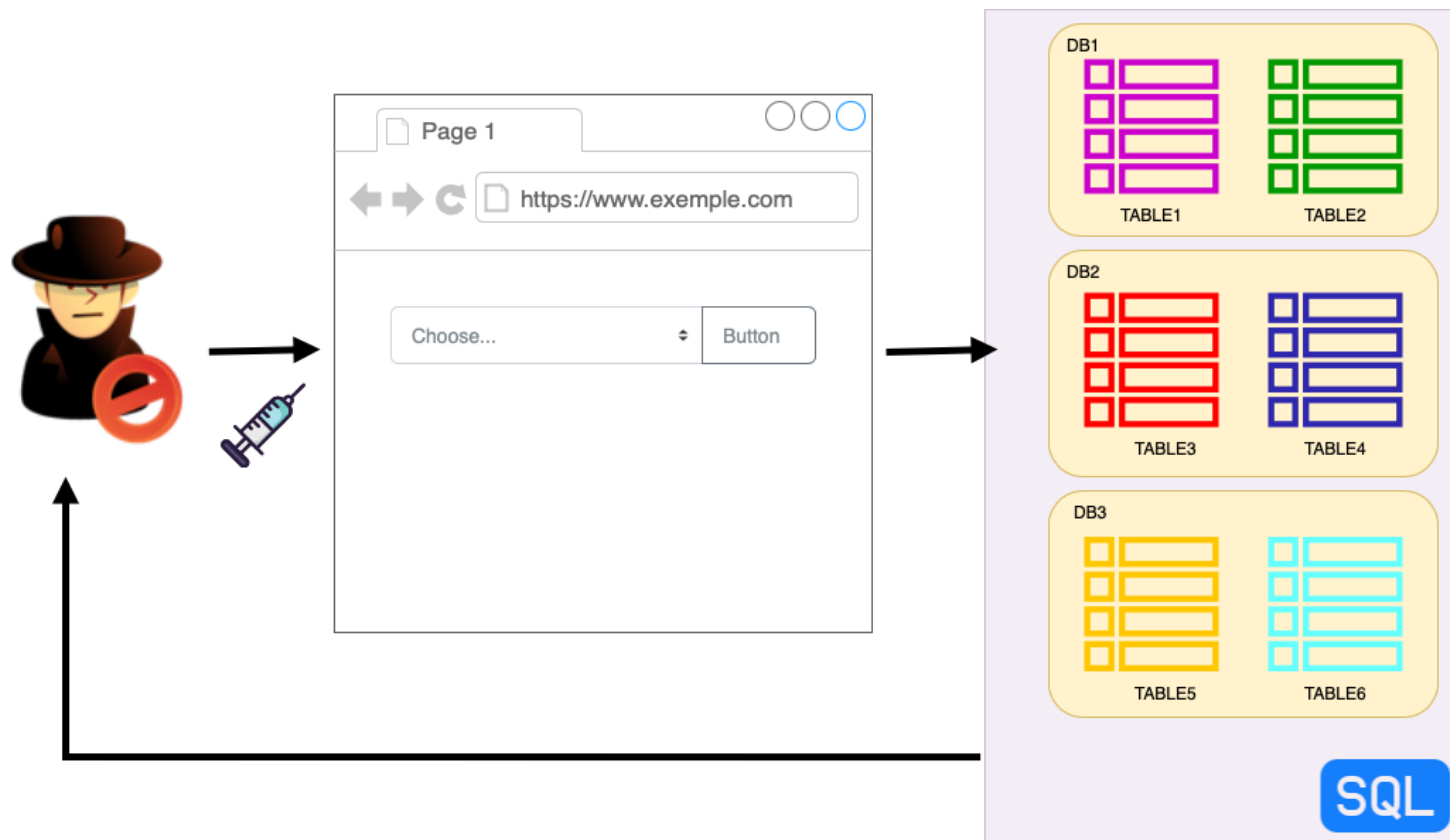 Page 1
https://www.exemple.com
Choose...
Button
DB1
TABLE1
TABLE2
DB2
TABLE3
TABLE4
DB3
TABLE5
TABLE6
SQL